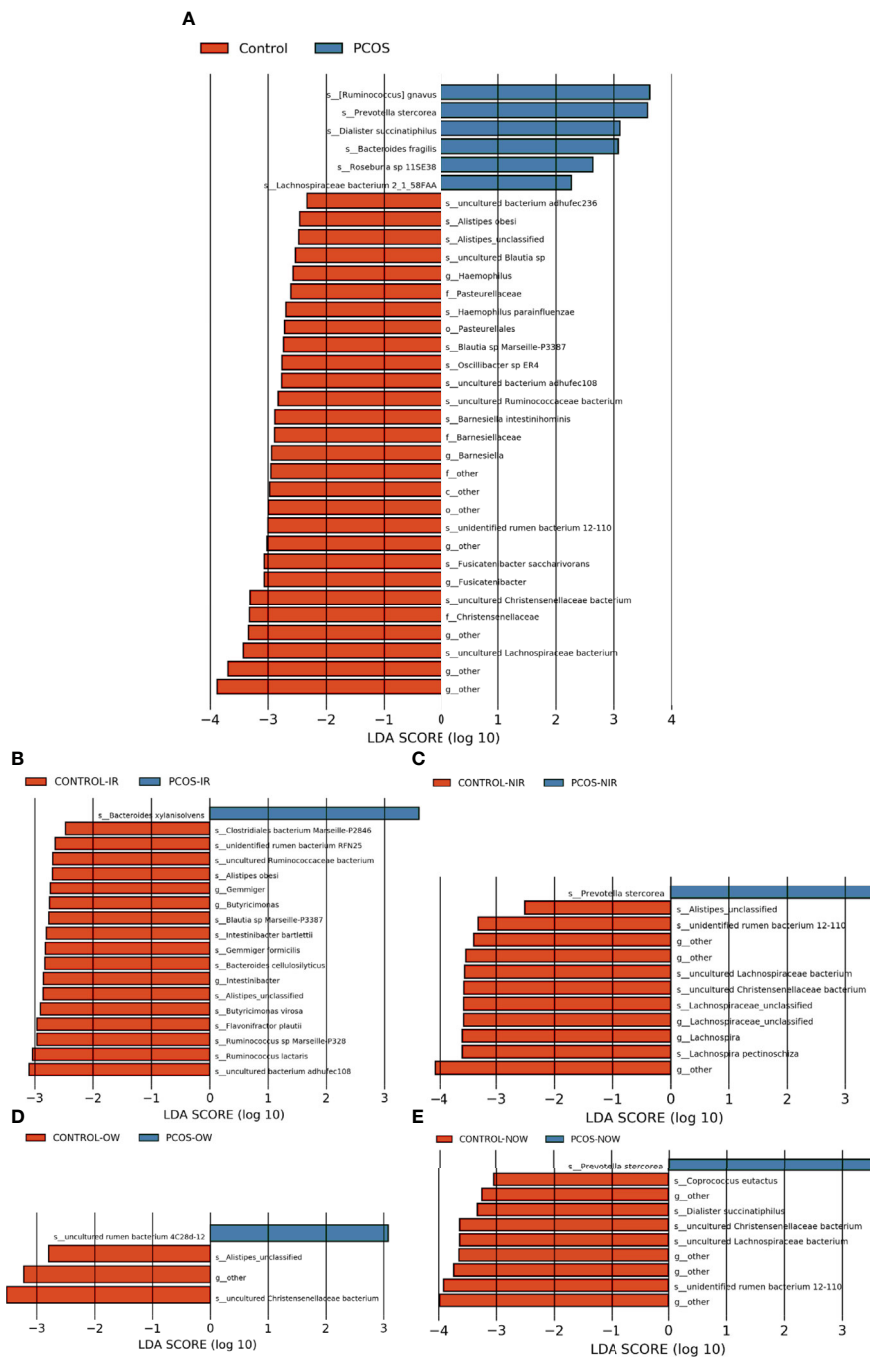 A
Control PCOS
s__[Ruminococcus] gnavus
s__Prevotella stercorea
s__Dialister succinatiphilus
s__Bacteroides fragilis
s__Roseburia sp 11SE38
s__Lachnospiraceae bacterium 2_1_58FAA
s__uncultured bacterium adhufec236
s__Alistipes obesi
s__Alistipes_unclassified
s__uncultured Blautia sp
g__Haemophilus
f__Pasteurellaceae
s__Haemophilus parainfluenzae
o__Pasteurellales
s__Blautia sp Marseille-P3387
s__Oscillibacter sp ER4
s__uncultured bacterium adhufec108
s__uncultured Ruminococcaceae bacterium
s__Barnesiella intestinihominis
f__Barnesiellaceae
g__Barnesiella
f__other
c__other
o__other
s__unidentified rumen bacterium 12-110
g__other
s__Fusicatenibacter saccharivorans
g__Fusicatenibacter
s__uncultured Christensenellaceae bacterium
f__Christensenellaceae
g__other
s__uncultured Lachnospiraceae bacterium
g__other
g__other
−4 −3 −2 −1 0 1 2 3 4
LDA SCORE (log 10)
B
CONTROL-IR PCOS-IR
s__Bacteroides xylanisolvens
s__Clostridiales bacterium Marseille-P2846
s__unidentified rumen bacterium RFN25
s__uncultured Ruminococcaceae bacterium
s__Alistipes obesi
g__Gemmiger
g__Butyricimonas
s__Blautia sp Marseille-P3387
s__Intestinibacter bartlettii
s__Gemmiger formicilis
s__Bacteroides cellulosilyticus
g__Intestinibacter
s__Alistipes_unclassified
s__Butyricimonas virosa
s__Flavonifractor plautii
s__Ruminococcus sp Marseille-P328
s__Ruminococcus lactaris
s__uncultured bacterium adhufec108
−3 −2 −1 0 1 2 3
LDA SCORE (log 10)
C
CONTROL-NIR PCOS-NIR
s__Prevotella stercorea
s__Alistipes_unclassified
s__unidentified rumen bacterium 12-110
g__other
g__other
s__uncultured Lachnospiraceae bacterium
s__uncultured Christensenellaceae bacterium
s__Lachnospiraceae_unclassified
g__Lachnospiraceae_unclassified
g__Lachnospira
s__Lachnospira pectinoschiza
g__other
−4 −3 −2 −1 0 1 2 3
LDA SCORE (log 10)
D
CONTROL-OW PCOS-OW
s__uncultured rumen bacterium 4C28d-12
s__Alistipes_unclassified
g__other
s__uncultured Christensenellaceae bacterium
−3 −2 −1 0 1 2 3
LDA SCORE (log 10)
E
CONTROL-NOW PCOS-NOW
s__Prevotella stercorea
s__Coprococcus eutactus
g__other
s__Dialister succinatiphilus
s__uncultured Christensenellaceae bacterium
s__uncultured Lachnospiraceae bacterium
g__other
g__other
s__unidentified rumen bacterium 12-110
g__other
−4 −3 −2 −1 0 1 2 3
LDA SCORE (log 10)